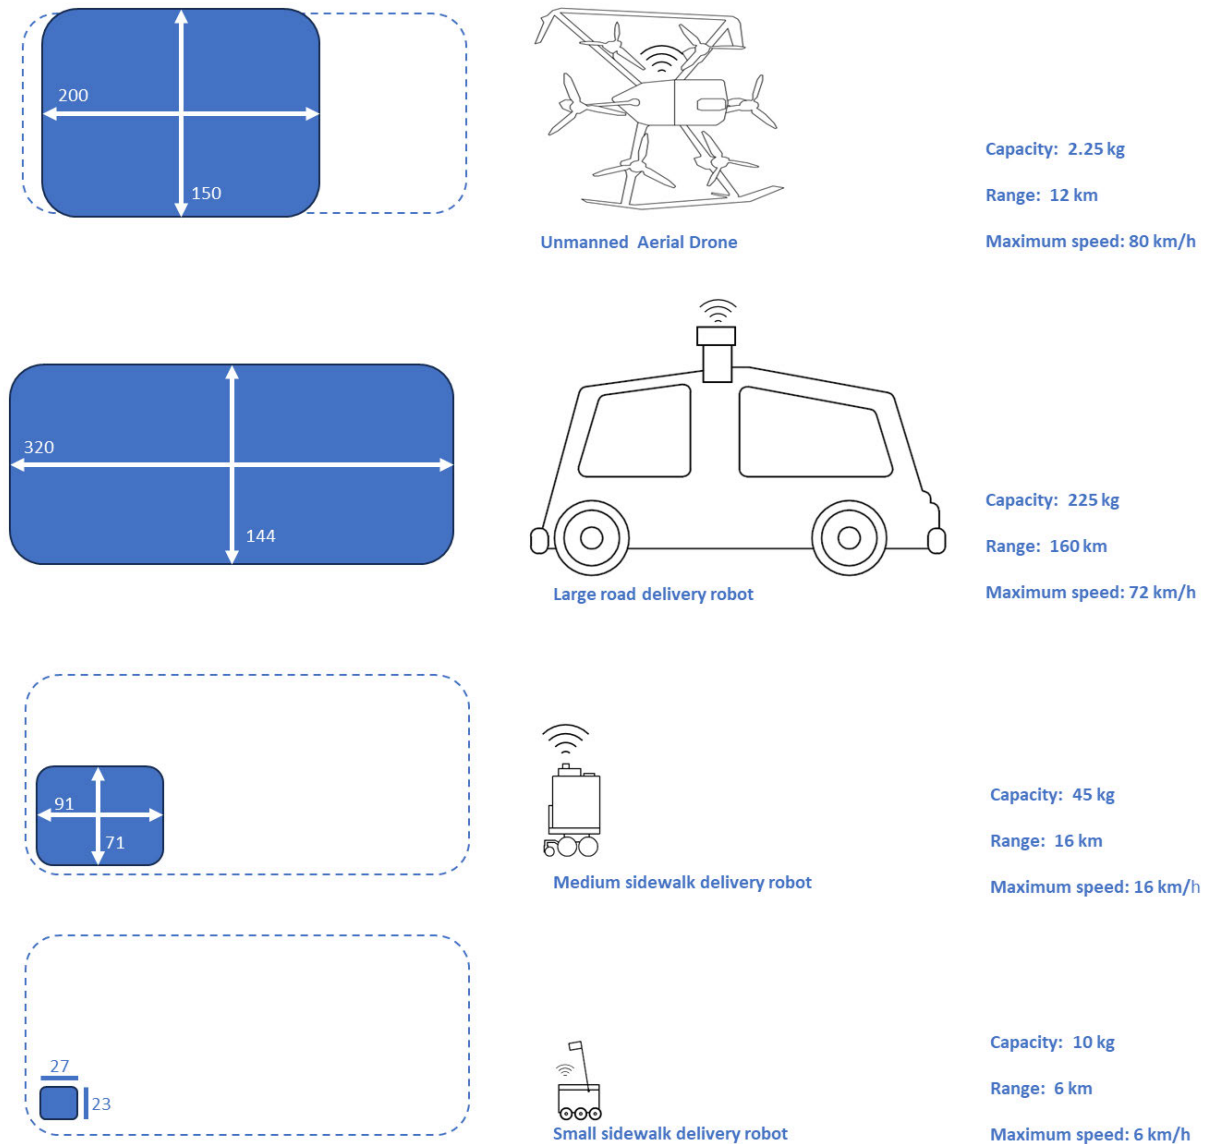 200
150
Unmanned Aerial Drone
Capacity: 2.25 kg
Range: 12 km
Maximum speed: 80 km/h
320
144
Large road delivery robot
Capacity: 225 kg
Range: 160 km
Maximum speed: 72 km/h
91
71
Medium sidewalk delivery robot
Capacity: 45 kg
Range: 16 km
Maximum speed: 16 km/h
27
23
Small sidewalk delivery robot
Capacity: 10 kg
Range: 6 km
Maximum speed: 6 km/h